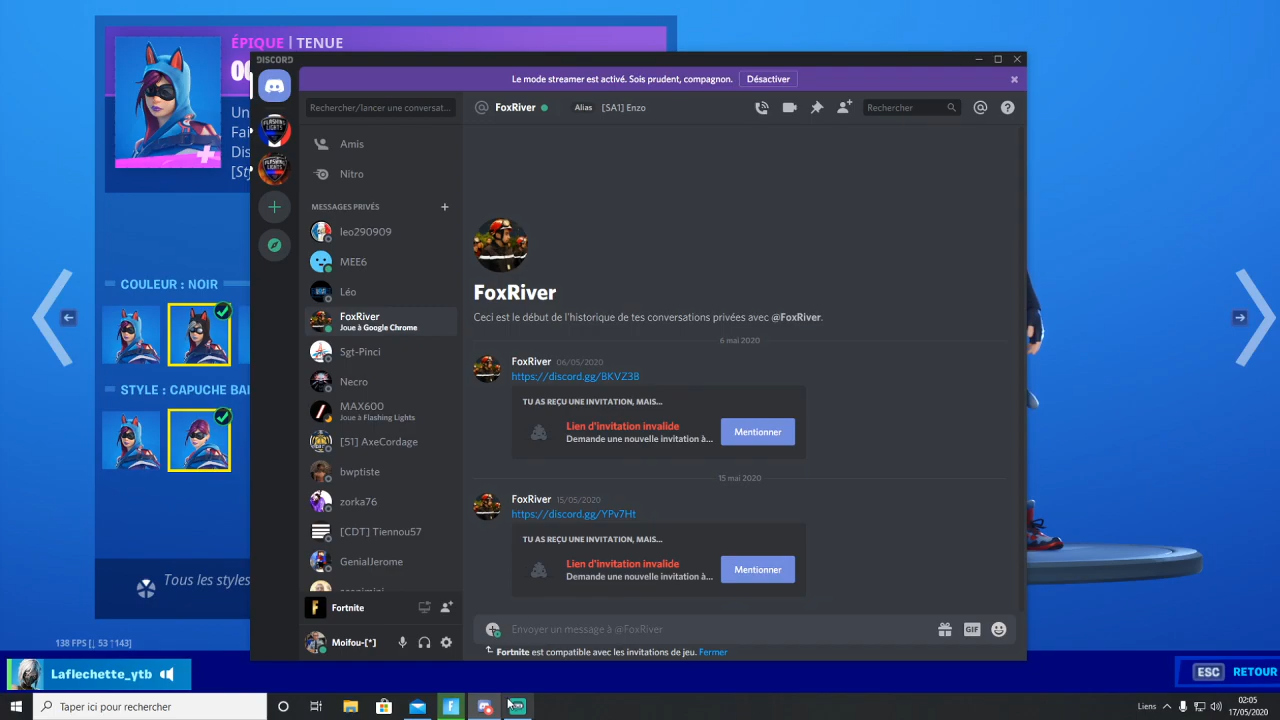 ÉPIQUE | TENUE
Un
Fai
Dis
[Sty
COULEUR : NOIR
STYLE : CAPUCHE BA
Tous les styles
138 FPS [↓ 53 ↑143]
Laflechette_ytb
ESC RETOUR
DISCORD
Le mode streamer est activé. Sois prudent, compagnon. Désactiver
Rechercher/lancer une conversat...
@ FoxRiver Alias [SA1] Enzo Rechercher
Amis
Nitro
MESSAGES PRIVÉS +
leo290909
MEE6
Léo
FoxRiver
Joue à Google Chrome
Sgt-Pinci
Necro
MAX600
Joue à Flashing Lights
[51] AxeCordage
bwptiste
zorka76
[CDT] Tiennou57
GenialJerome
Fortnite
Moifou-[*]
FoxRiver
Ceci est le début de l'historique de tes conversations privées avec @FoxRiver.
6 mai 2020
FoxRiver 06/05/2020
https://discord.gg/BKVZ3B
TU AS REÇU UNE INVITATION, MAIS...
Lien d'invitation invalide
Demande une nouvelle invitation à...
Mentionner
15 mai 2020
FoxRiver 15/05/2020
https://discord.gg/YPv7Ht
TU AS REÇU UNE INVITATION, MAIS...
Lien d'invitation invalide
Demande une nouvelle invitation à...
Mentionner
Envoyer un message à @FoxRiver
GIF
Fortnite est compatible avec les invitations de jeu. Fermer
Taper ici pour rechercher
Liens
02:05
17/05/2020